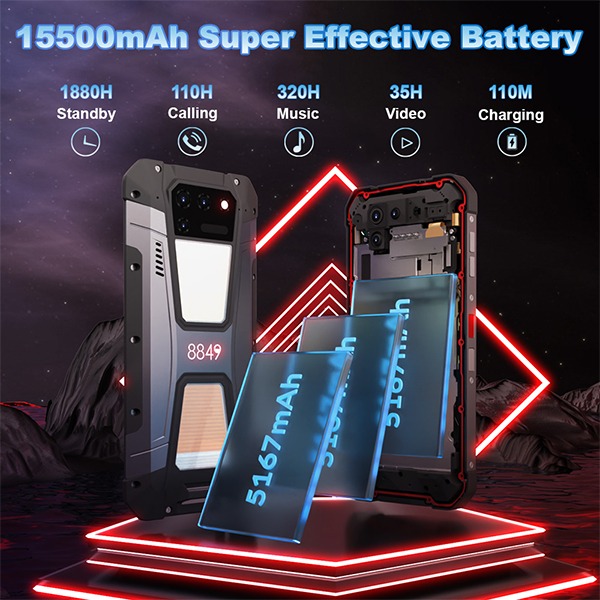 15500mAh Super Effective Battery
1880H
Standby
110H
Calling
320H
Music
35H
Video
110M
Charging
8849
5167mAh
5167mAh
5167mAh